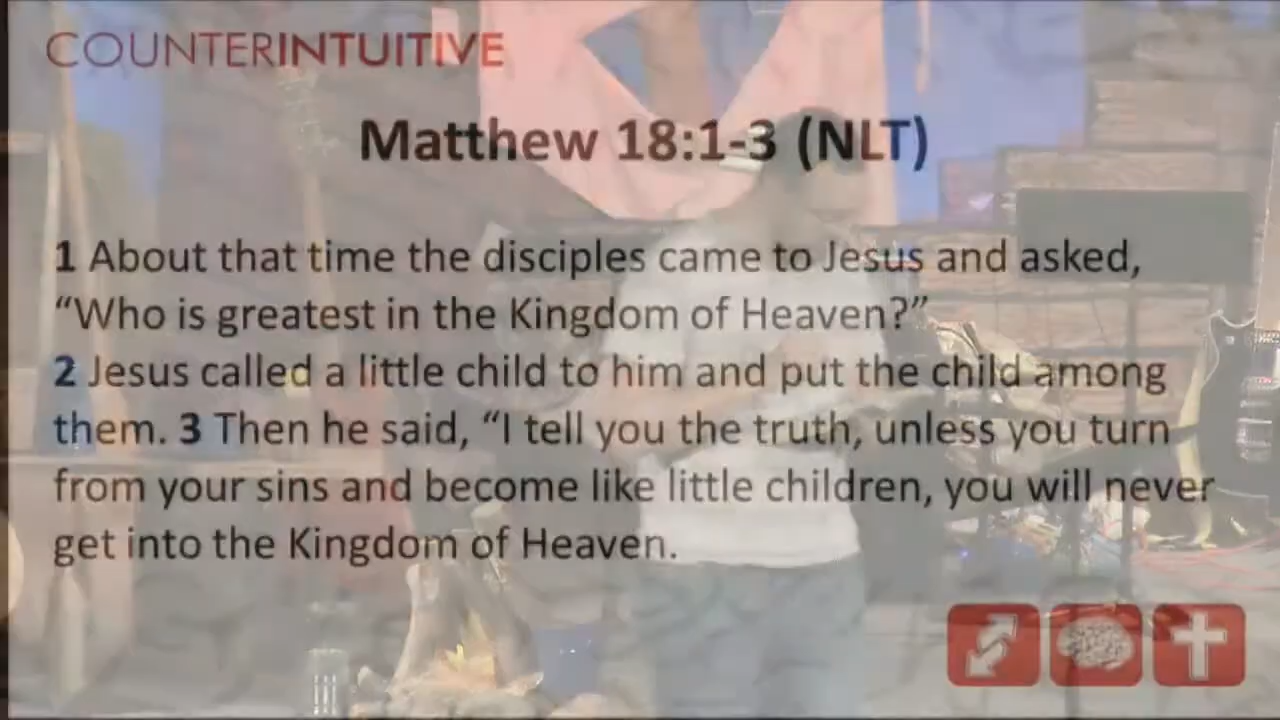 COUNTERINTUITIVE
Matthew 18:1-3 (NLT)
1 About that time the disciples came to Jesus and asked,
“Who is greatest in the Kingdom of Heaven?”
2 Jesus called a little child to him and put the child among
them. 3 Then he said, “I tell you the truth, unless you turn
from your sins and become like little children, you will never
get into the Kingdom of Heaven.